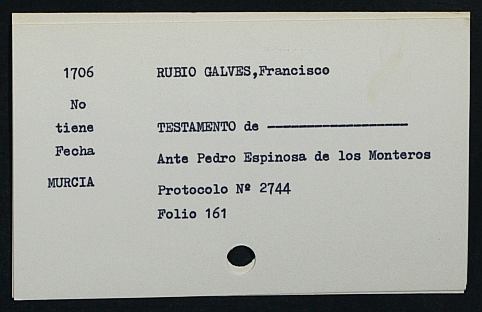 1706 RUBIO GALVES,Francisco
No
tiene TESTAMENTO de ------------------
Fecha Ante Pedro Espinosa de los Monteros
MURCIA Protocolo Nº 2744
Folio 161